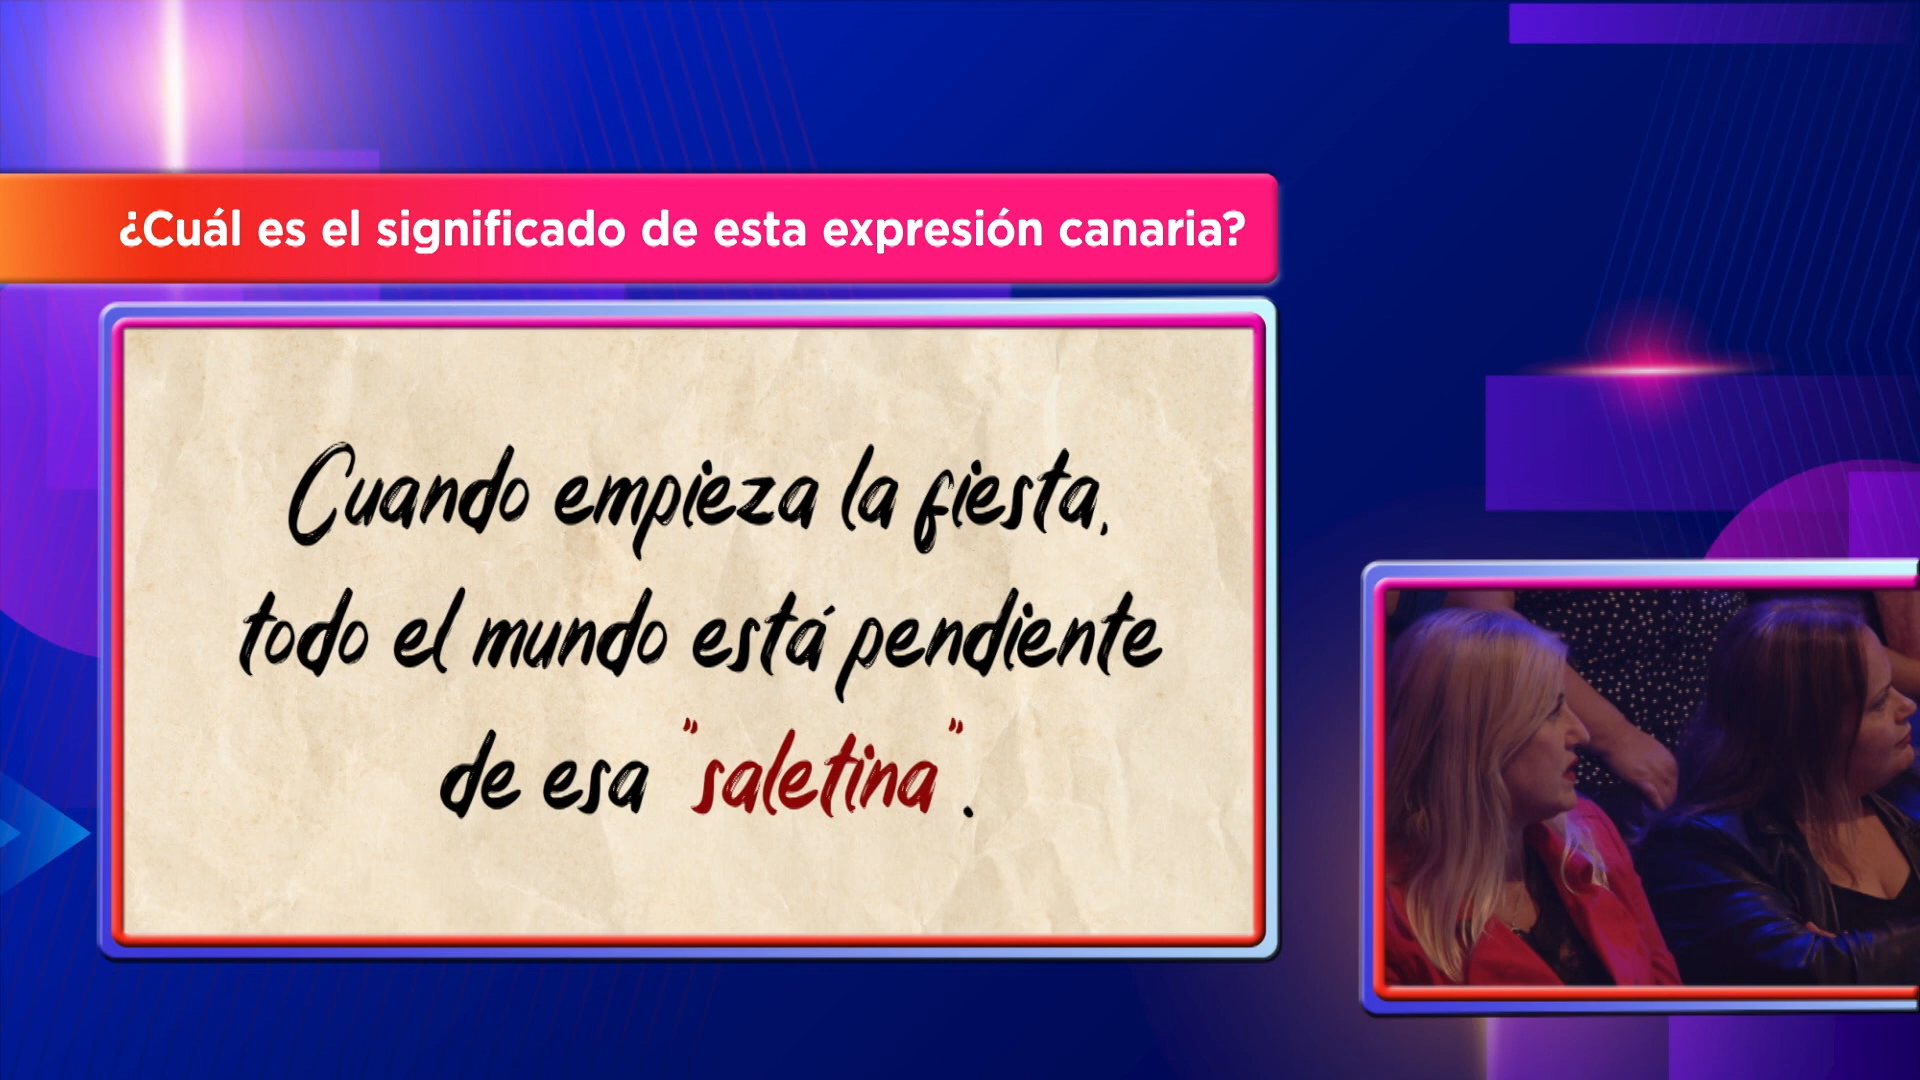 ¿Cuál es el significado de esta expresión canaria?
Cuando empieza la fiesta,
todo el mundo está pendiente
de esa "saletina".